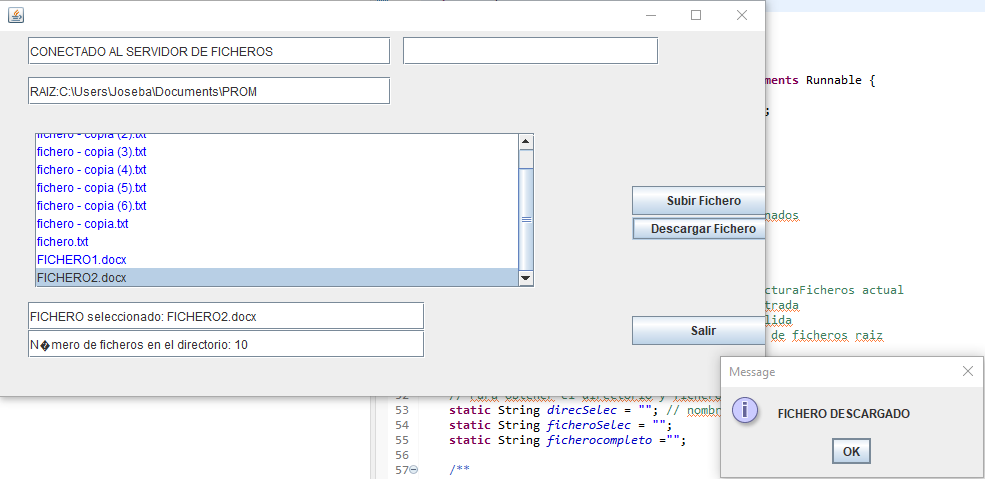 CONECTADO AL SERVIDOR DE FICHEROS
RAIZ:C:\Users\Joseba\Documents\PROM
fichero - copia (2).txt
fichero - copia (3).txt
fichero - copia (4).txt
fichero - copia (5).txt
fichero - copia (6).txt
fichero - copia.txt
fichero.txt
FICHERO1.docx
FICHERO2.docx
Subir Fichero
Descargar Fichero
Salir
FICHERO seleccionado: FICHERO2.docx
N�mero de ficheros en el directorio: 10
ments Runnable {
;
nados
cturaFicheros actual
trada
lida
de ficheros raiz
Message
FICHERO DESCARGADO
OK
53 static String direcSelec = ""; // nombr
54 static String ficheroSelec = "";
55 static String ficherocompleto ="";
56
57 /**